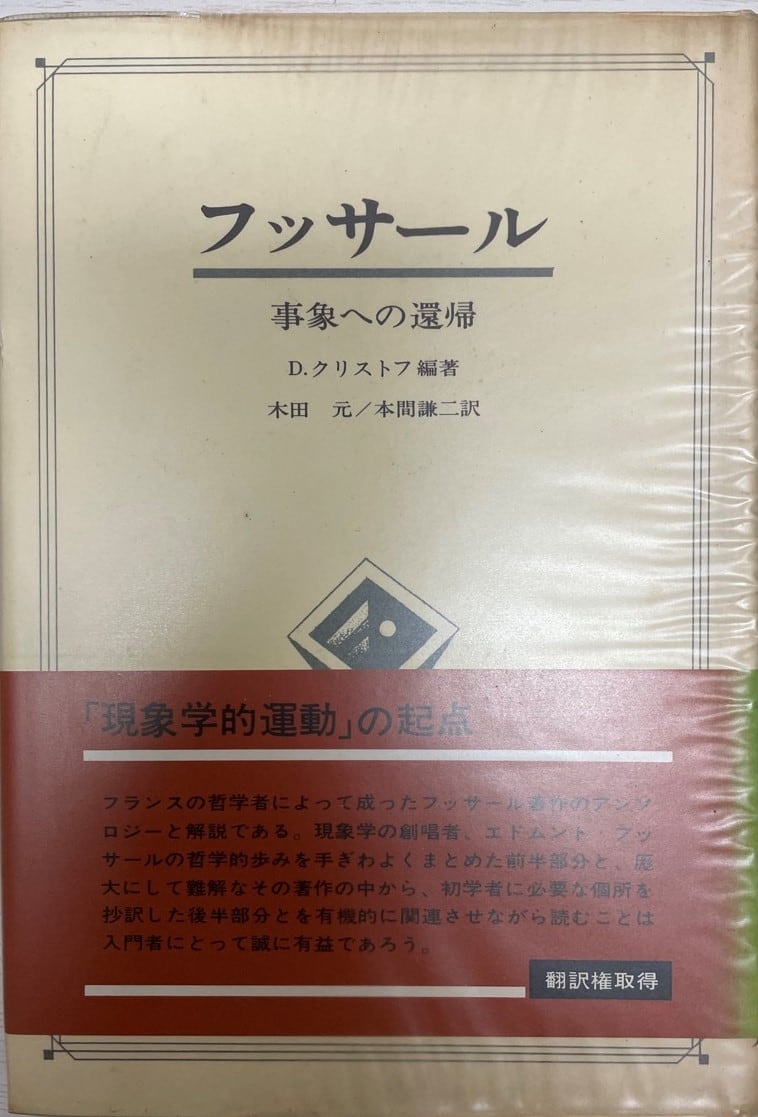 フッサール
事象への還帰
D.クリストフ編著
木田　元／本間謙二訳
「現象学的運動」の起点
フランスの哲学者によって成ったフッサール著作のアンソ
ロジーと解説である。現象学の創唱者、エドムント・フッ
サールの哲学的歩みを手ぎわよくまとめた前半部分と、厖
大にして難解なその著作の中から、初学者に必要な個所を
抄訳した後半部分とを有機的に関連させながら読むことは
入門者にとって誠に有益であろう。
翻訳権取得